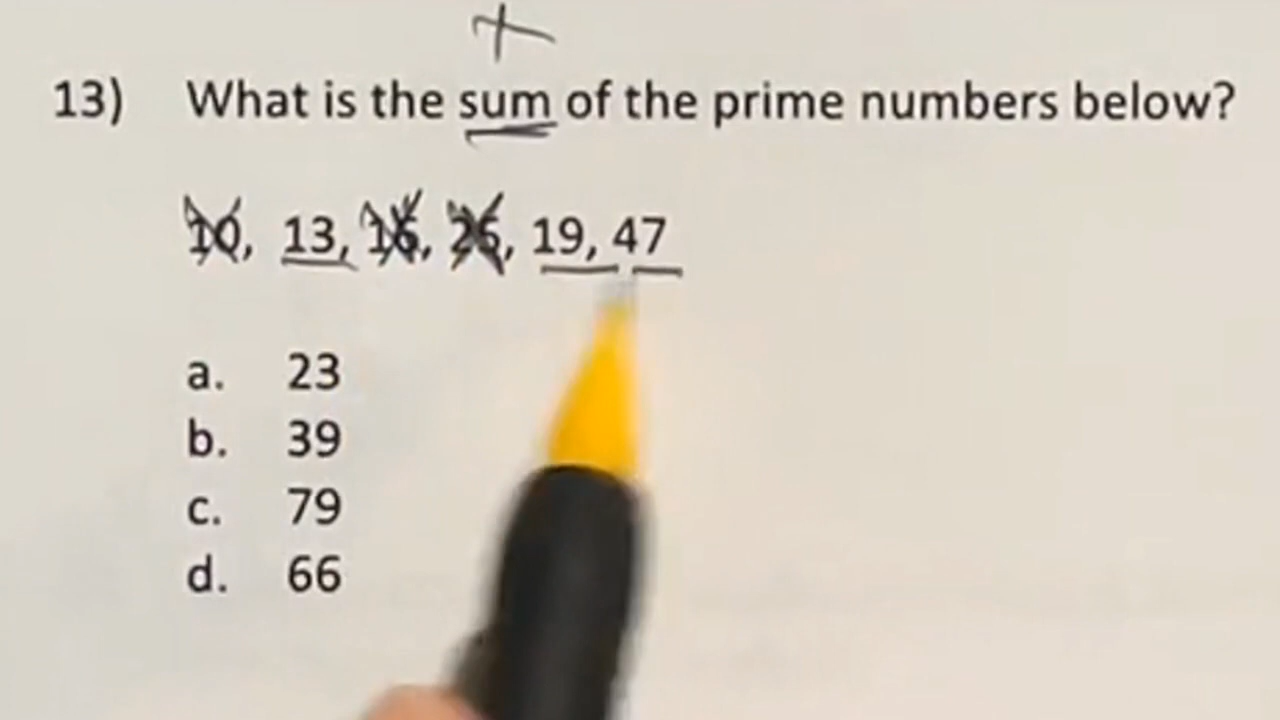 +
13) What is the sum of the prime numbers below?
10, 13, 16, 26, 19, 47
a. 23
b. 39
c. 79
d. 66